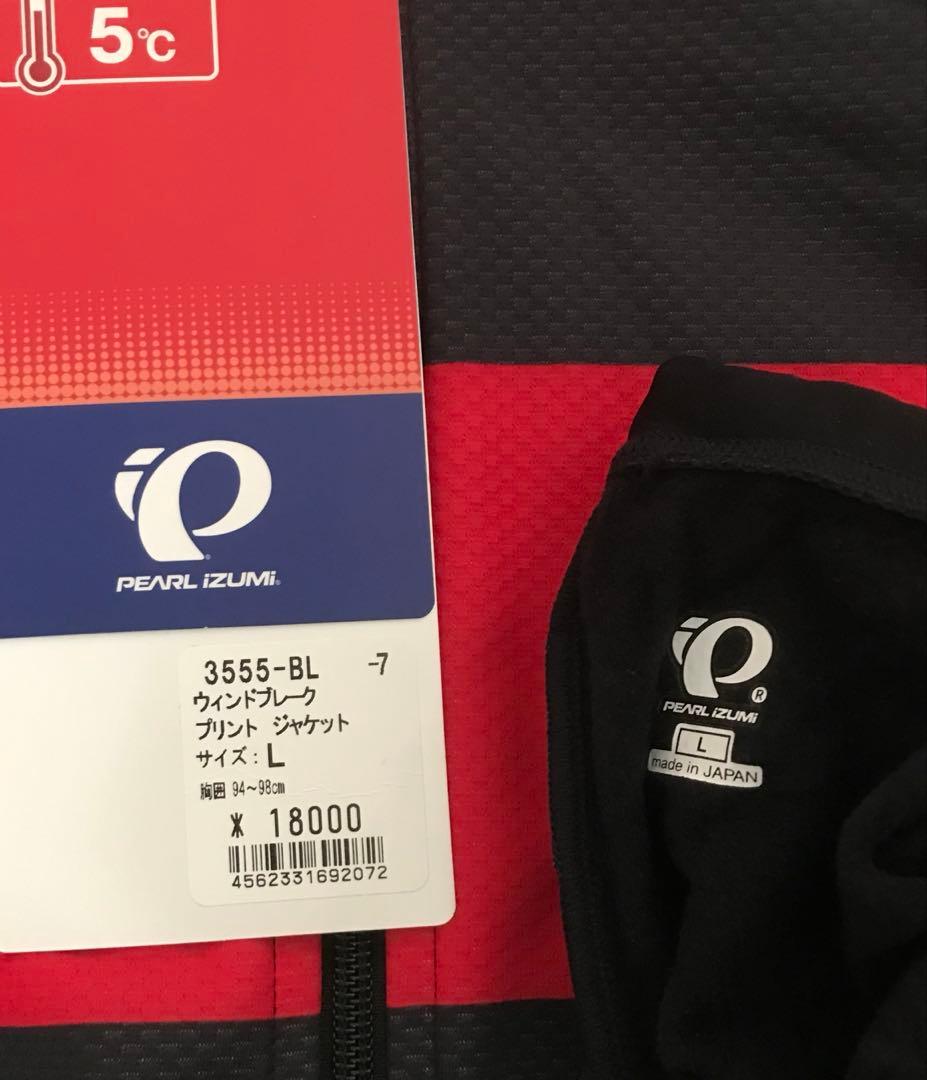 5℃
PEARL iZUMi
3555-BL -7
ウィンドブレーク
プリント ジャケット
サイズ: L
胸囲 94～98cm
¥ 18000
4562331692072
®
PEARL iZUMi
L
made in JAPAN